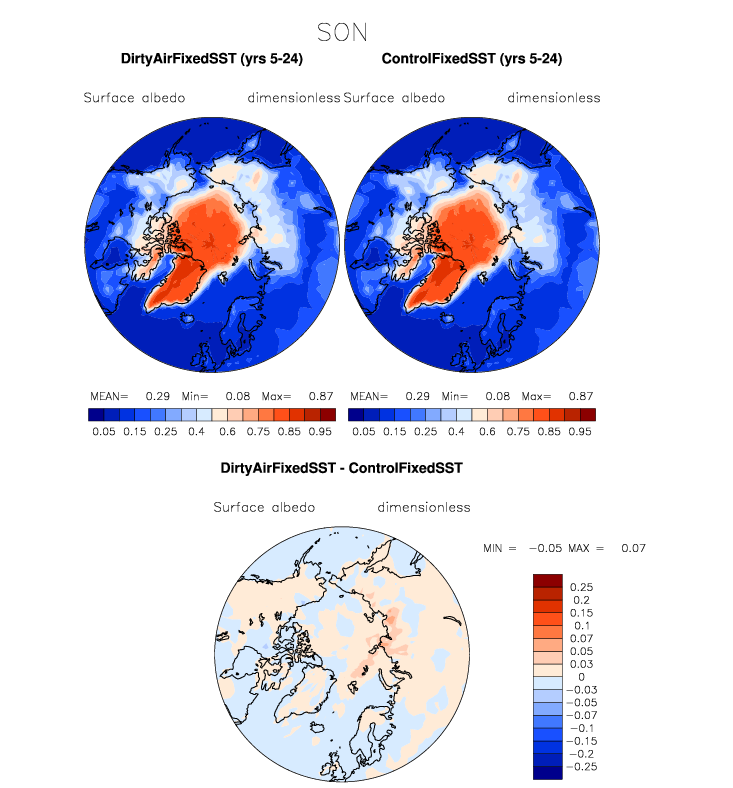 SON
DirtyAirFixedSST (yrs 5-24) ControlFixedSST (yrs 5-24)
Surface albedo dimensionless Surface albedo dimensionless
MEAN= 0.29 Min= 0.08 Max= 0.87 MEAN= 0.29 Min= 0.08 Max= 0.87
0.05 0.15 0.25 0.4 0.6 0.75 0.85 0.95 0.05 0.15 0.25 0.4 0.6 0.75 0.85 0.95
DirtyAirFixedSST - ControlFixedSST
Surface albedo dimensionless
MIN = −0.05 MAX = 0.07
0.25
0.2
0.15
0.1
0.07
0.05
0.03
0
−0.03
−0.05
−0.07
−0.1
−0.15
−0.2
−0.25